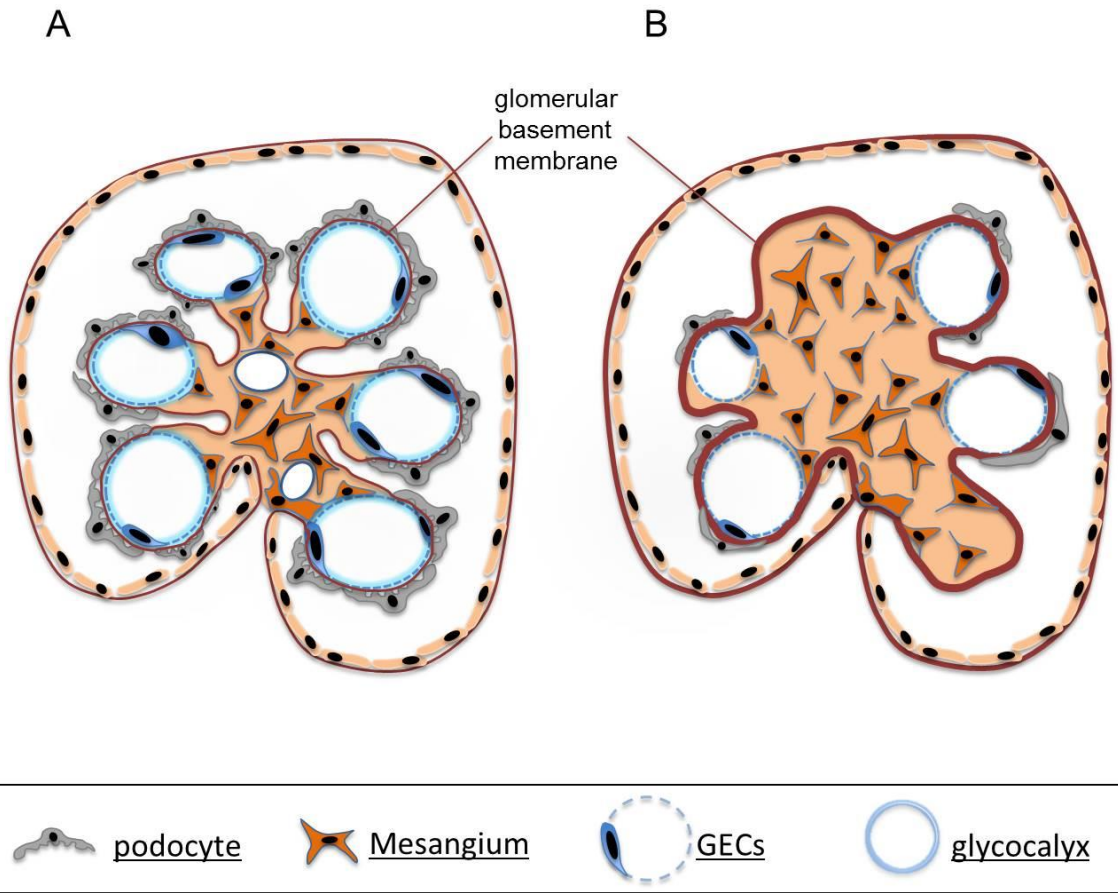 A
B
glomerular
basement
membrane
podocyte
Mesangium
GECs
glycocalyx